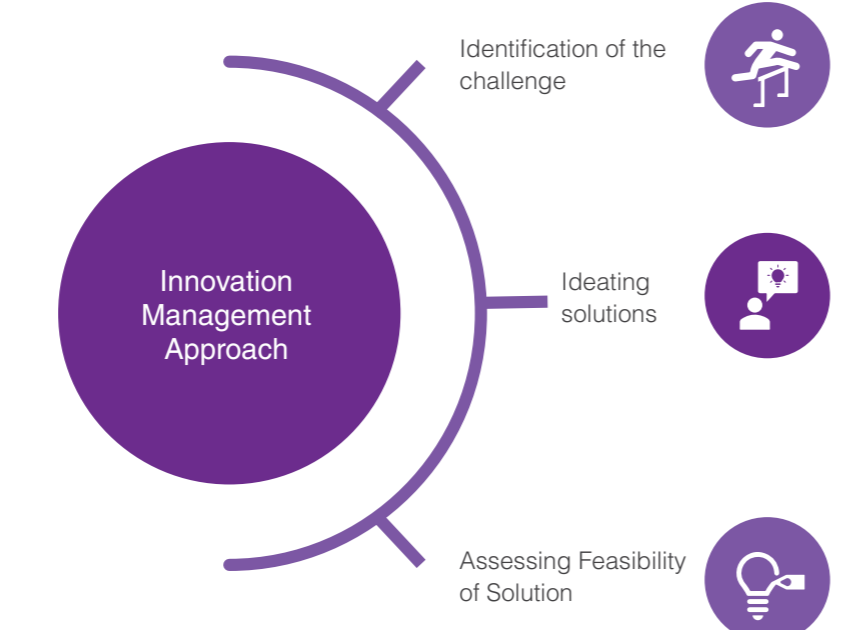 Identification of the
challenge
Innovation
Management
Approach
Ideating
solutions
Assessing Feasibility
of Solution